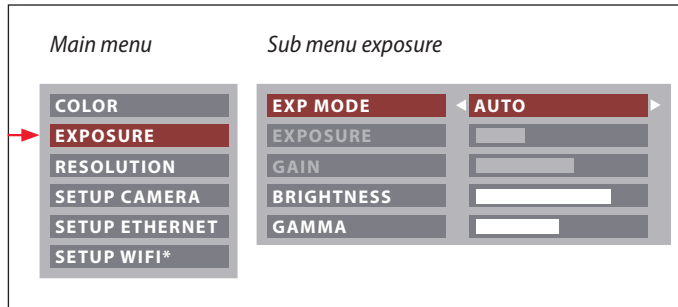 Main menu
Sub menu exposure
COLOR
EXPOSURE
RESOLUTION
SETUP CAMERA
SETUP ETHERNET
SETUP WIFI*
EXP MODE AUTO
EXPOSURE
GAIN
BRIGHTNESS
GAMMA